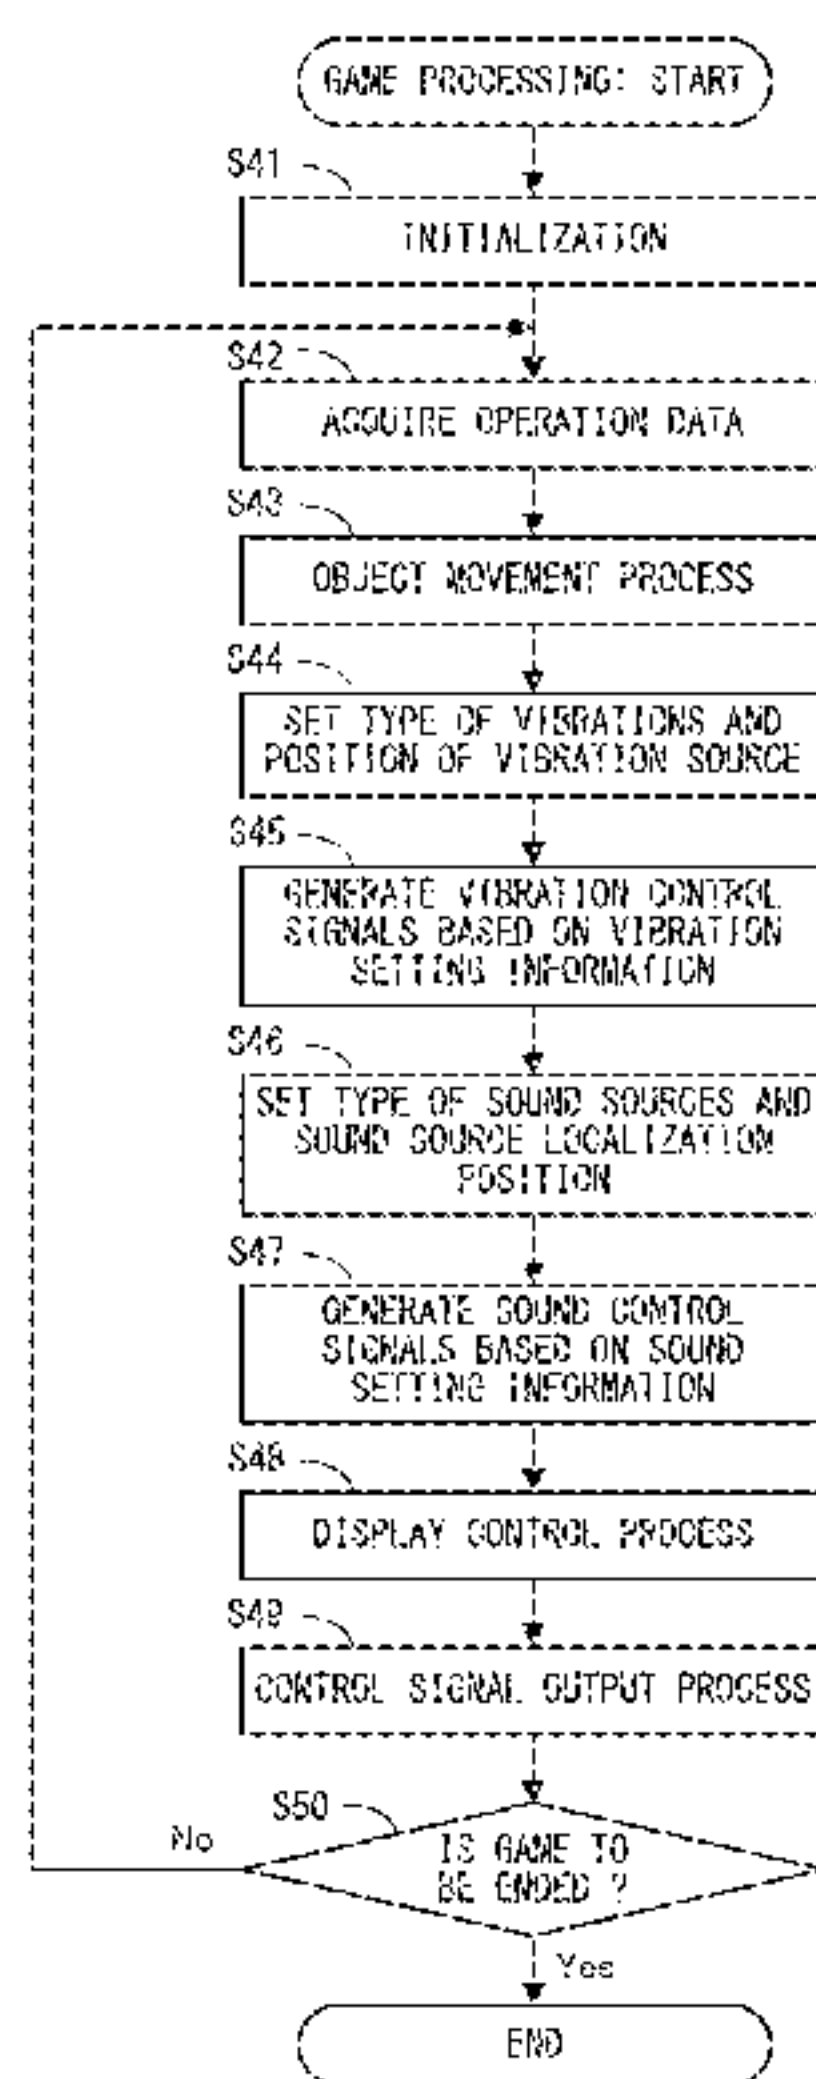 GAME PROCESSING: START
S41
INITIALIZATION
S42
ACQUIRE OPERATION DATA
S43
OBJECT MOVEMENT PROCESS
S44
SET TYPE OF VIBRATIONS AND
POSITION OF VIBRATION SOURCE
S45
GENERATE VIBRATION CONTROL
SIGNALS BASED ON VIBRATION
SETTING INFORMATION
S46
SET TYPE OF SOUND SOURCES AND
SOUND SOURCE LOCALIZATION
POSITION
S47
GENERATE SOUND CONTROL
SIGNALS BASED ON SOUND
SETTING INFORMATION
S48
DISPLAY CONTROL PROCESS
S49
CONTROL SIGNAL OUTPUT PROCESS
S50
IS GAME TO
BE ENDED ?
No
Yes
END